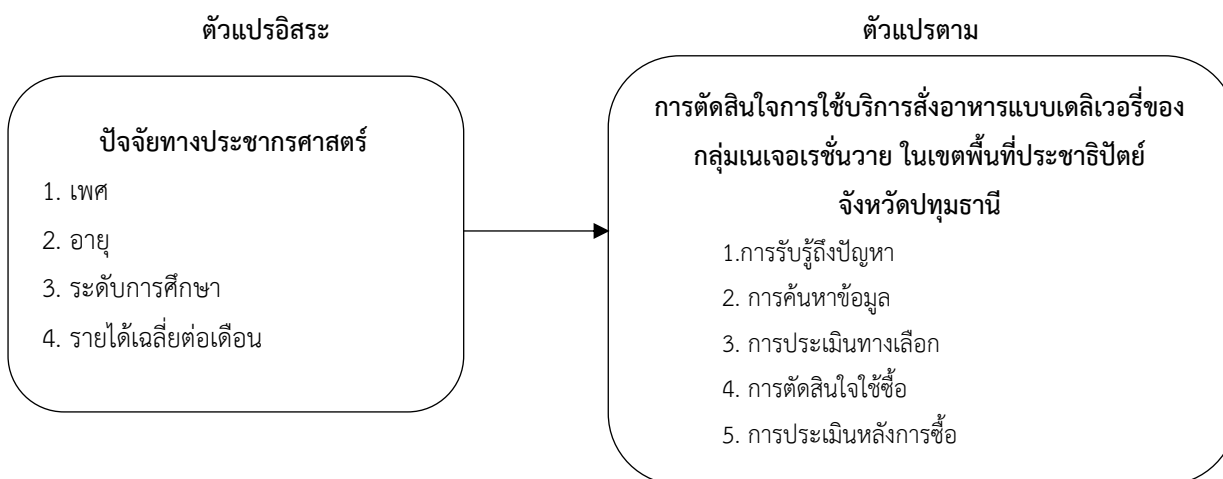 ตัวแปรอิสระ
ปัจจัยทางประชากรศาสตร์
1. เพศ
2. อายุ
3. ระดับการศึกษา
4. รายได้เฉลี่ยต่อเดือน
ตัวแปรตาม
การตัดสินใจการใช้บริการสั่งอาหารแบบเดลิเวอรี่ของ
กลุ่มเนเจอเรชั่นวาย ในเขตพื้นที่ประชาธิปัตย์
จังหวัดปทุมธานี
1.การรับรู้ถึงปัญหา
2. การค้นหาข้อมูล
3. การประเมินทางเลือก
4. การตัดสินใจใช้ซื้อ
5. การประเมินหลังการซื้อ